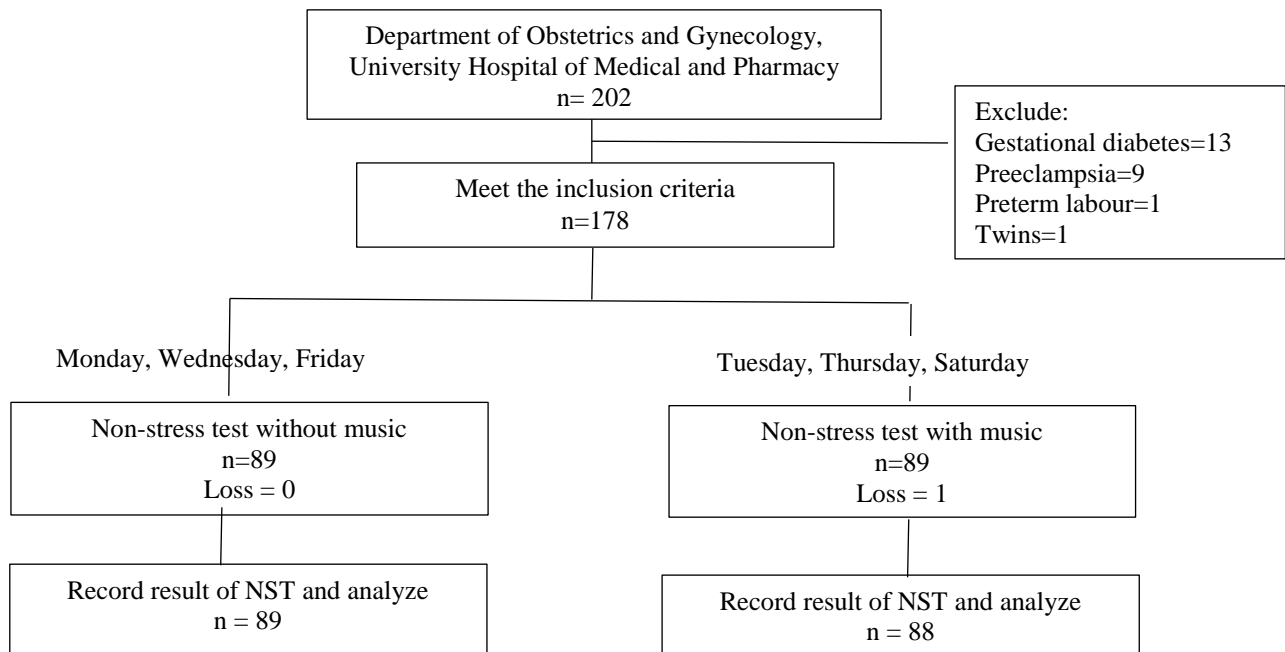 Department of Obstetrics and Gynecology,
University Hospital of Medical and Pharmacy
n= 202
Exclude:
Gestational diabetes=13
Preeclampsia=9
Preterm labour=1
Twins=1
Meet the inclusion criteria
n=178
Monday, Wednesday, Friday
Tuesday, Thursday, Saturday
Non-stress test without music
n=89
Loss = 0
Non-stress test with music
n=89
Loss = 1
Record result of NST and analyze
n = 89
Record result of NST and analyze
n = 88